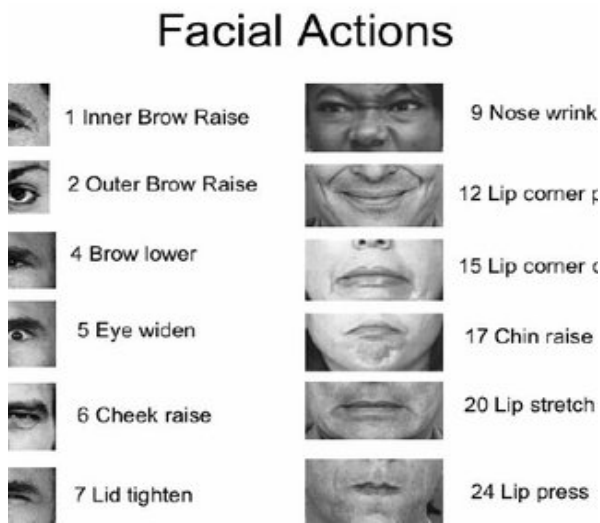 Facial Actions
1 Inner Brow Raise
2 Outer Brow Raise
4 Brow lower
5 Eye widen
6 Cheek raise
7 Lid tighten
9 Nose wrink
12 Lip corner p
15 Lip corner
17 Chin raise
20 Lip stretch
24 Lip press